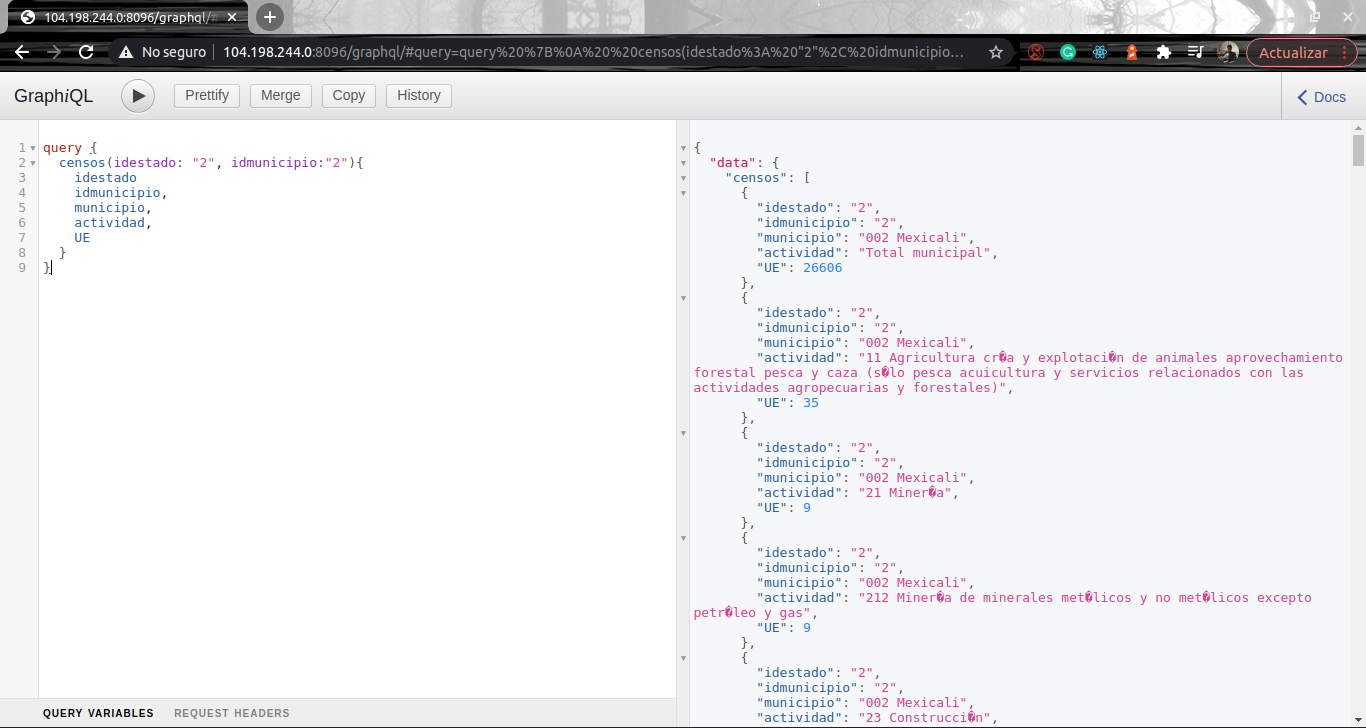 104.198.244.0:8096/graphql/#
No seguro
104.198.244.0:8096/graphql/#query=query%20%7B%0A%20%20censos(idestado%3A%20"2"%2C%20idmunicipio...
Actualizar
GraphiQL
Prettify
Merge
Copy
History
Docs
1 query {
2 censos(idestado: "2", idmunicipio:"2"){
3 idestado
4 idmunicipio,
5 municipio,
6 actividad,
7 UE
8 }
9 }
{
"data": {
"censos": [
{
"idestado": "2",
"idmunicipio": "2",
"municipio": "002 Mexicali",
"actividad": "Total municipal",
"UE": 26606
},
{
"idestado": "2",
"idmunicipio": "2",
"municipio": "002 Mexicali",
"actividad": "11 Agricultura cr�a y explotaci�n de animales aprovechamiento
forestal pesca y caza (s�lo pesca acuicultura y servicios relacionados con las
actividades agropecuarias y forestales)",
"UE": 35
},
{
"idestado": "2",
"idmunicipio": "2",
"municipio": "002 Mexicali",
"actividad": "21 Miner�a",
"UE": 9
},
{
"idestado": "2",
"idmunicipio": "2",
"municipio": "002 Mexicali",
"actividad": "212 Miner�a de minerales met�licos y no met�licos excepto
petr�leo y gas",
"UE": 9
},
{
"idestado": "2",
"idmunicipio": "2",
"municipio": "002 Mexicali",
"actividad": "23 Construcci�n",
QUERY VARIABLES
REQUEST HEADERS